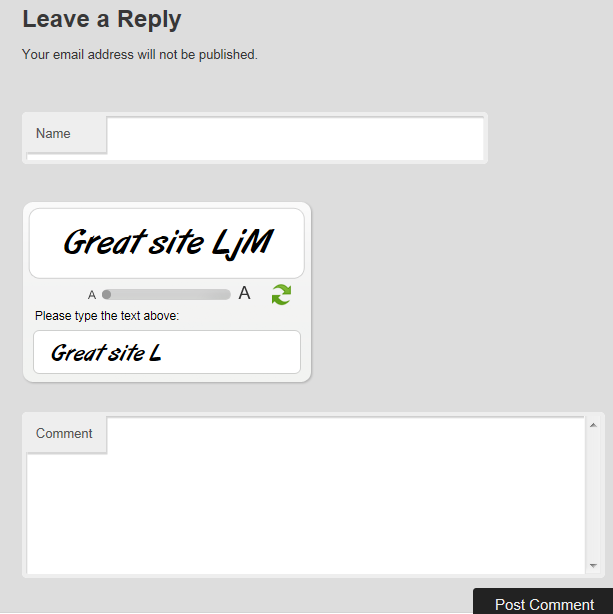 Leave a Reply
Your email address will not be published.
Name
Great site LjM
A A
Please type the text above:
Great site L
Comment
Post Comment